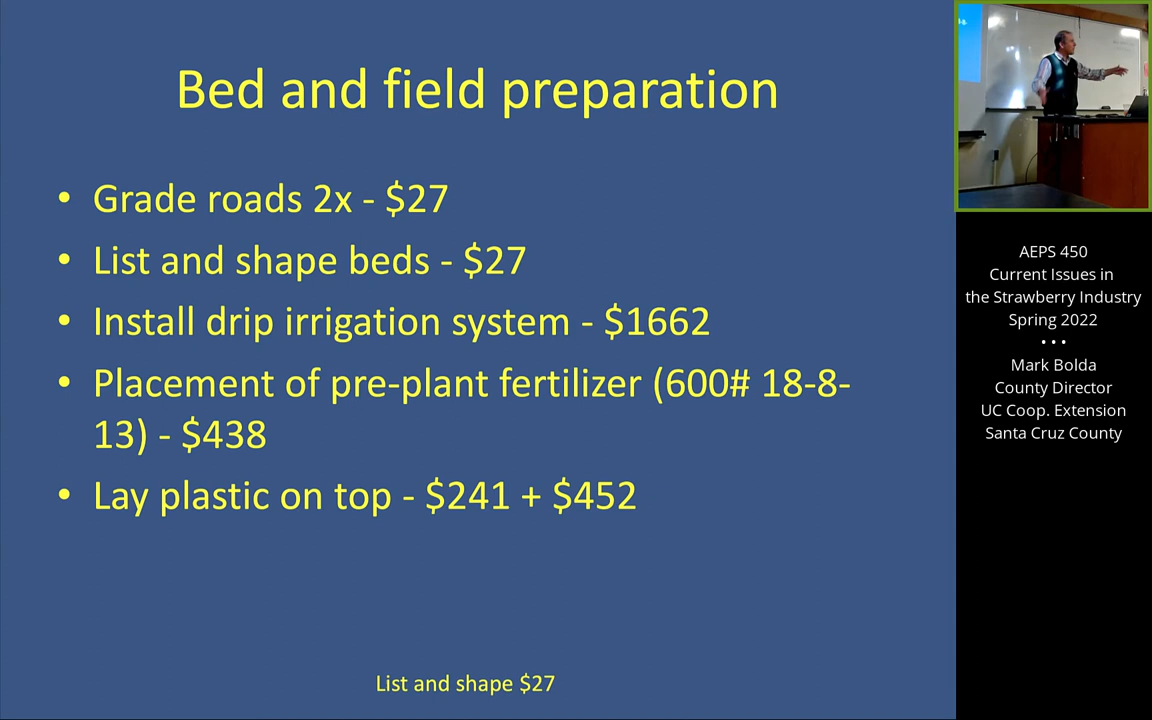 Bed and field preparation
• Grade roads 2x - $27
• List and shape beds - $27
• Install drip irrigation system - $1662
• Placement of pre-plant fertilizer (600# 18-8-
13) - $438
• Lay plastic on top - $241 + $452
List and shape $27
AEPS 450
Current Issues in
the Strawberry Industry
Spring 2022
• • •
Mark Bolda
County Director
UC Coop. Extension
Santa Cruz County